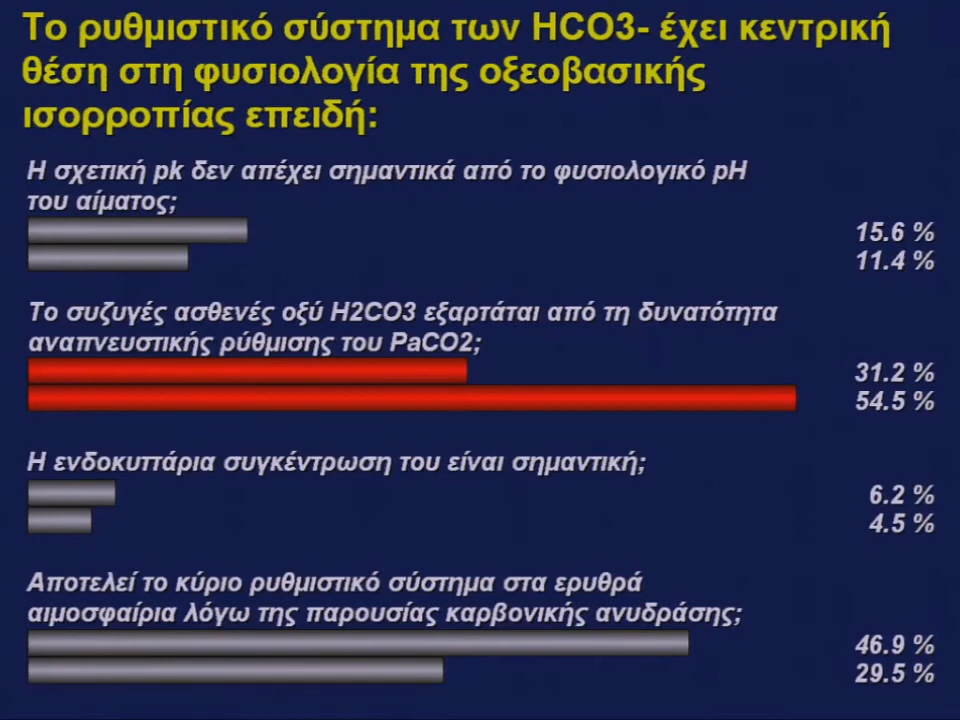 Το ρυθμιστικό σύστημα των HCO3- έχει κεντρική
θέση στη φυσιολογία της οξεοβασικής
ισορροπίας επειδή:
Η σχετική pk δεν απέχει σημαντικά από το φυσιολογικό pH
του αίματος;
15.6 %
11.4 %
Το συζυγές ασθενές οξύ H2CO3 εξαρτάται από τη δυνατότητα
αναπνευστικής ρύθμισης του PaCO2;
31.2 %
54.5 %
Η ενδοκυττάρια συγκέντρωση του είναι σημαντική;
6.2 %
4.5 %
Αποτελεί το κύριο ρυθμιστικό σύστημα στα ερυθρά
αιμοσφαίρια λόγω της παρουσίας καρβονικής ανυδράσης;
46.9 %
29.5 %